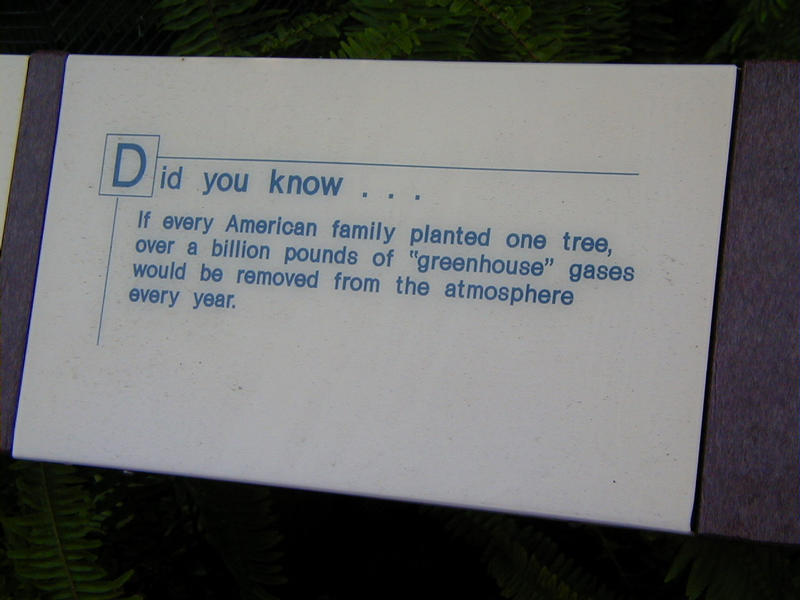 Did you know . . .
If every American family planted one tree,
over a billion pounds of “greenhouse” gases
would be removed from the atmosphere
every year.